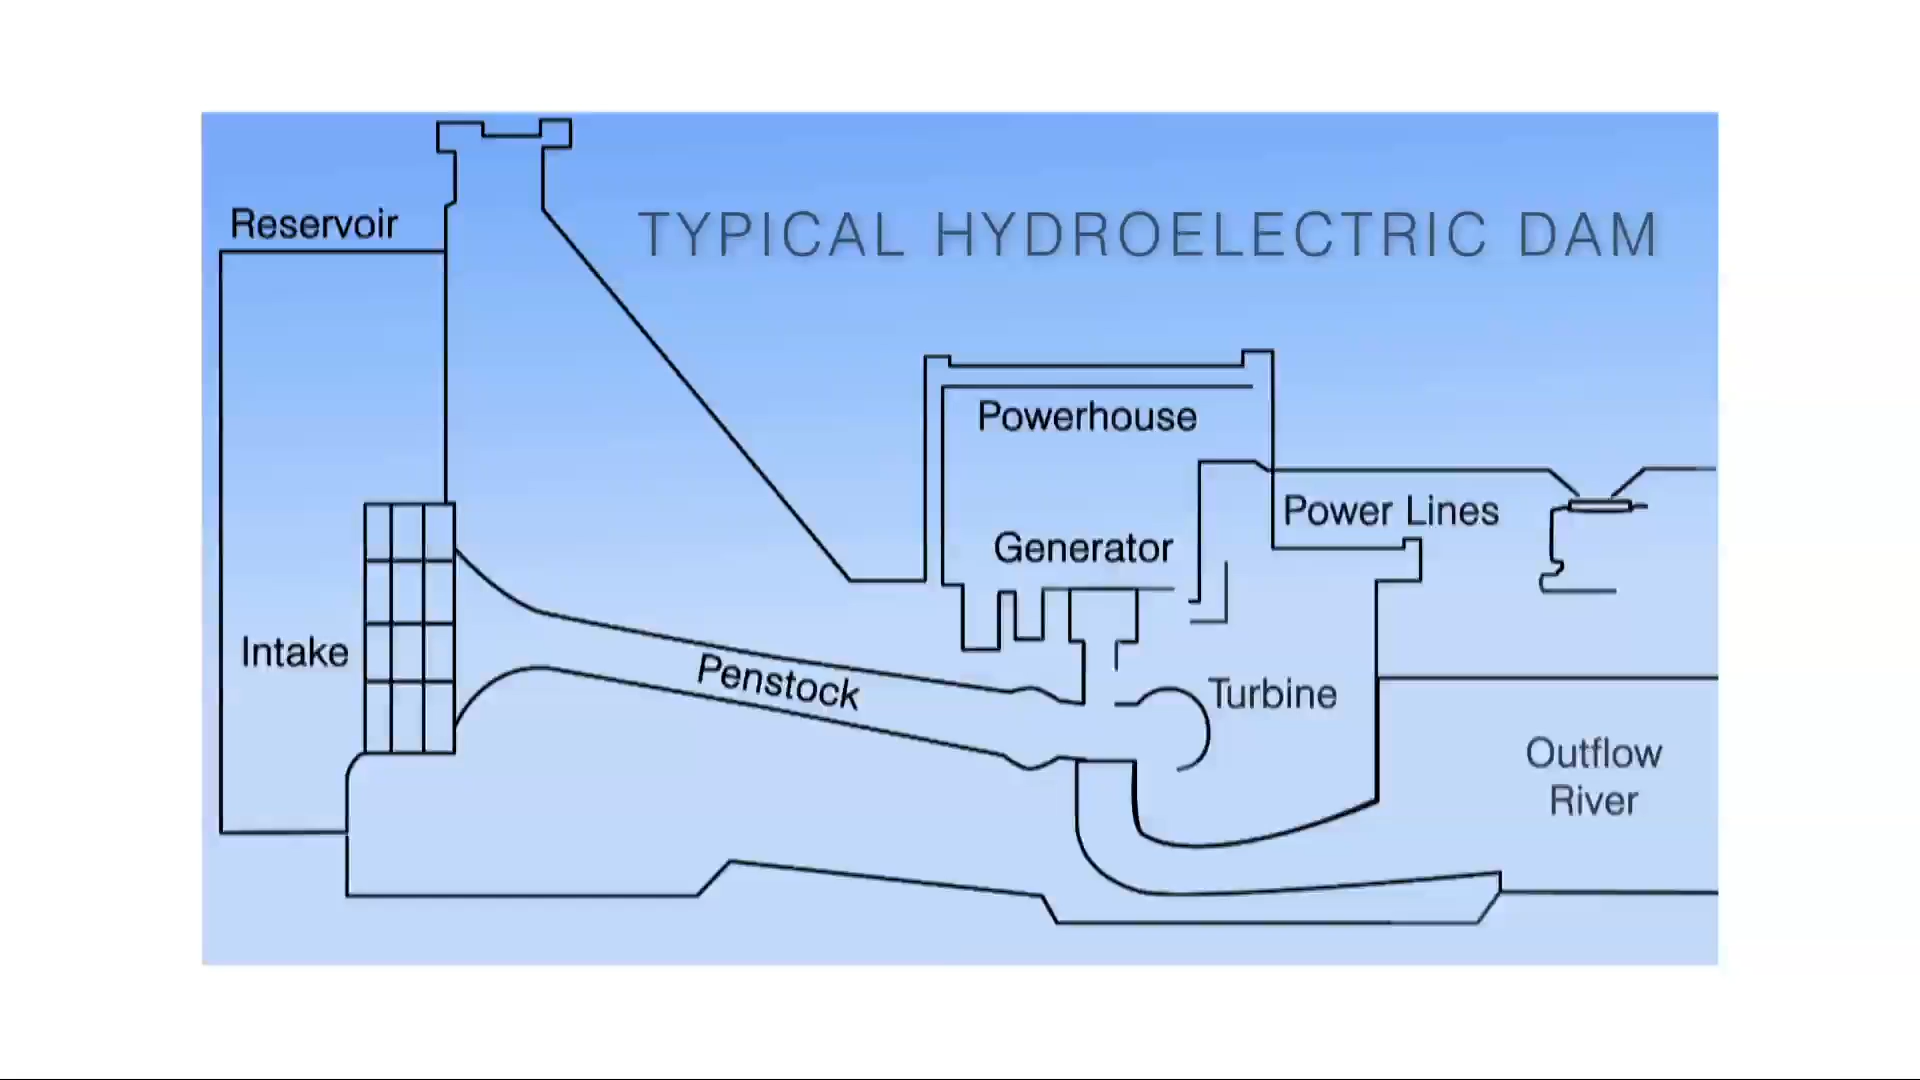 Reservoir
TYPICAL HYDROELECTRIC DAM
Powerhouse
Power Lines
Generator
Intake
Penstock
Turbine
Outflow
River